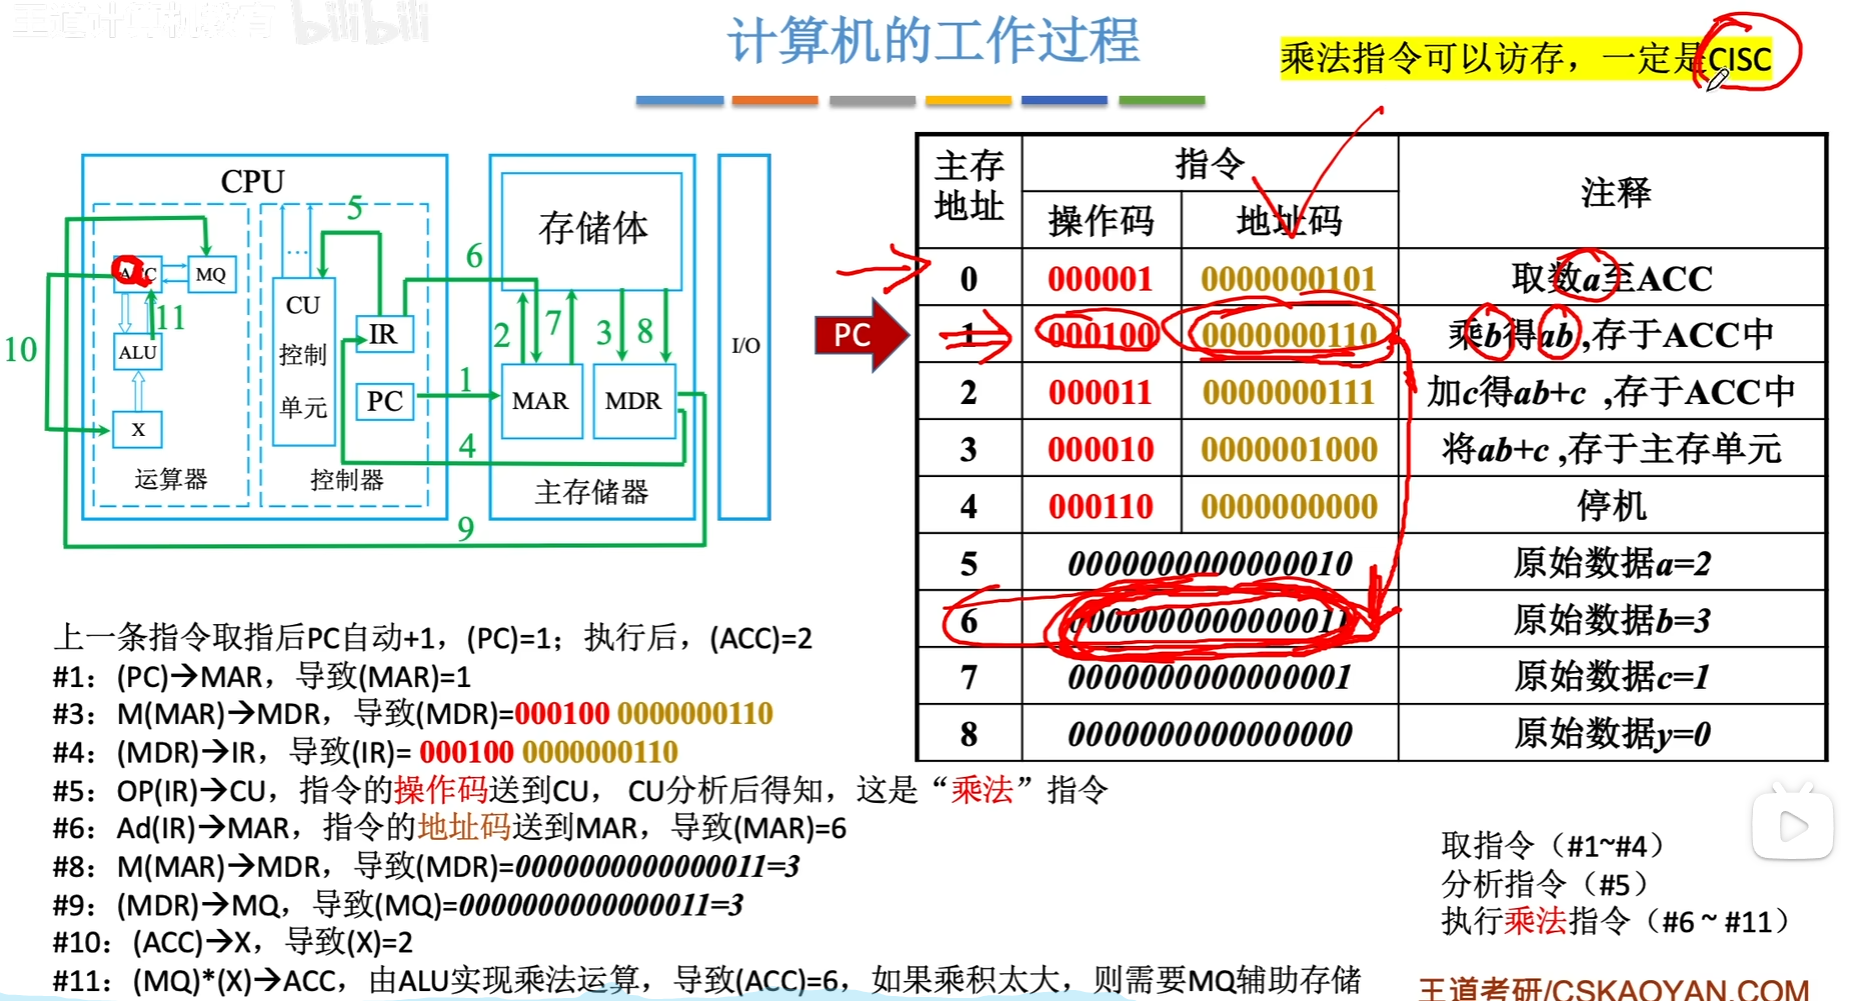 王道计算机教育 bilibili
计算机的工作过程
乘法指令可以访存，一定是CISC
CPU
ACC
MQ
ALU
X
运算器
CU
控制
单元
IR
PC
控制器
存储体
MAR
MDR
主存储器
I/O
1
2
3
4
5
6
7
8
9
10
11
PC
主存地址 指令 注释
操作码 地址码
0 000001 0000000101 取数a至ACC
1 000100 0000000110 乘b得ab,存于ACC中
2 000011 0000000111 加c得ab+c ,存于ACC中
3 000010 0000001000 将ab+c ,存于主存单元
4 000110 0000000000 停机
5 0000000000000010 原始数据a=2
6 0000000000000011 原始数据b=3
7 0000000000000001 原始数据c=1
8 0000000000000000 原始数据y=0
上一条指令取指后PC自动+1，(PC)=1；执行后，(ACC)=2
#1：(PC)→MAR，导致(MAR)=1
#3：M(MAR)→MDR，导致(MDR)=000100 0000000110
#4：(MDR)→IR，导致(IR)= 000100 0000000110
#5：OP(IR)→CU，指令的操作码送到CU， CU分析后得知，这是“乘法”指令
#6：Ad(IR)→MAR，指令的地址码送到MAR，导致(MAR)=6
#8：M(MAR)→MDR，导致(MDR)=0000000000000011=3
#9：(MDR)→MQ，导致(MQ)=0000000000000011=3
#10：(ACC)→X，导致(X)=2
#11：(MQ)*(X)→ACC，由ALU实现乘法运算，导致(ACC)=6，如果乘积太大，则需要MQ辅助存储
取指令（#1~#4）
分析指令（#5）
执行乘法指令（#6 ~ #11）
王道考研/CSKAOYAN.COM